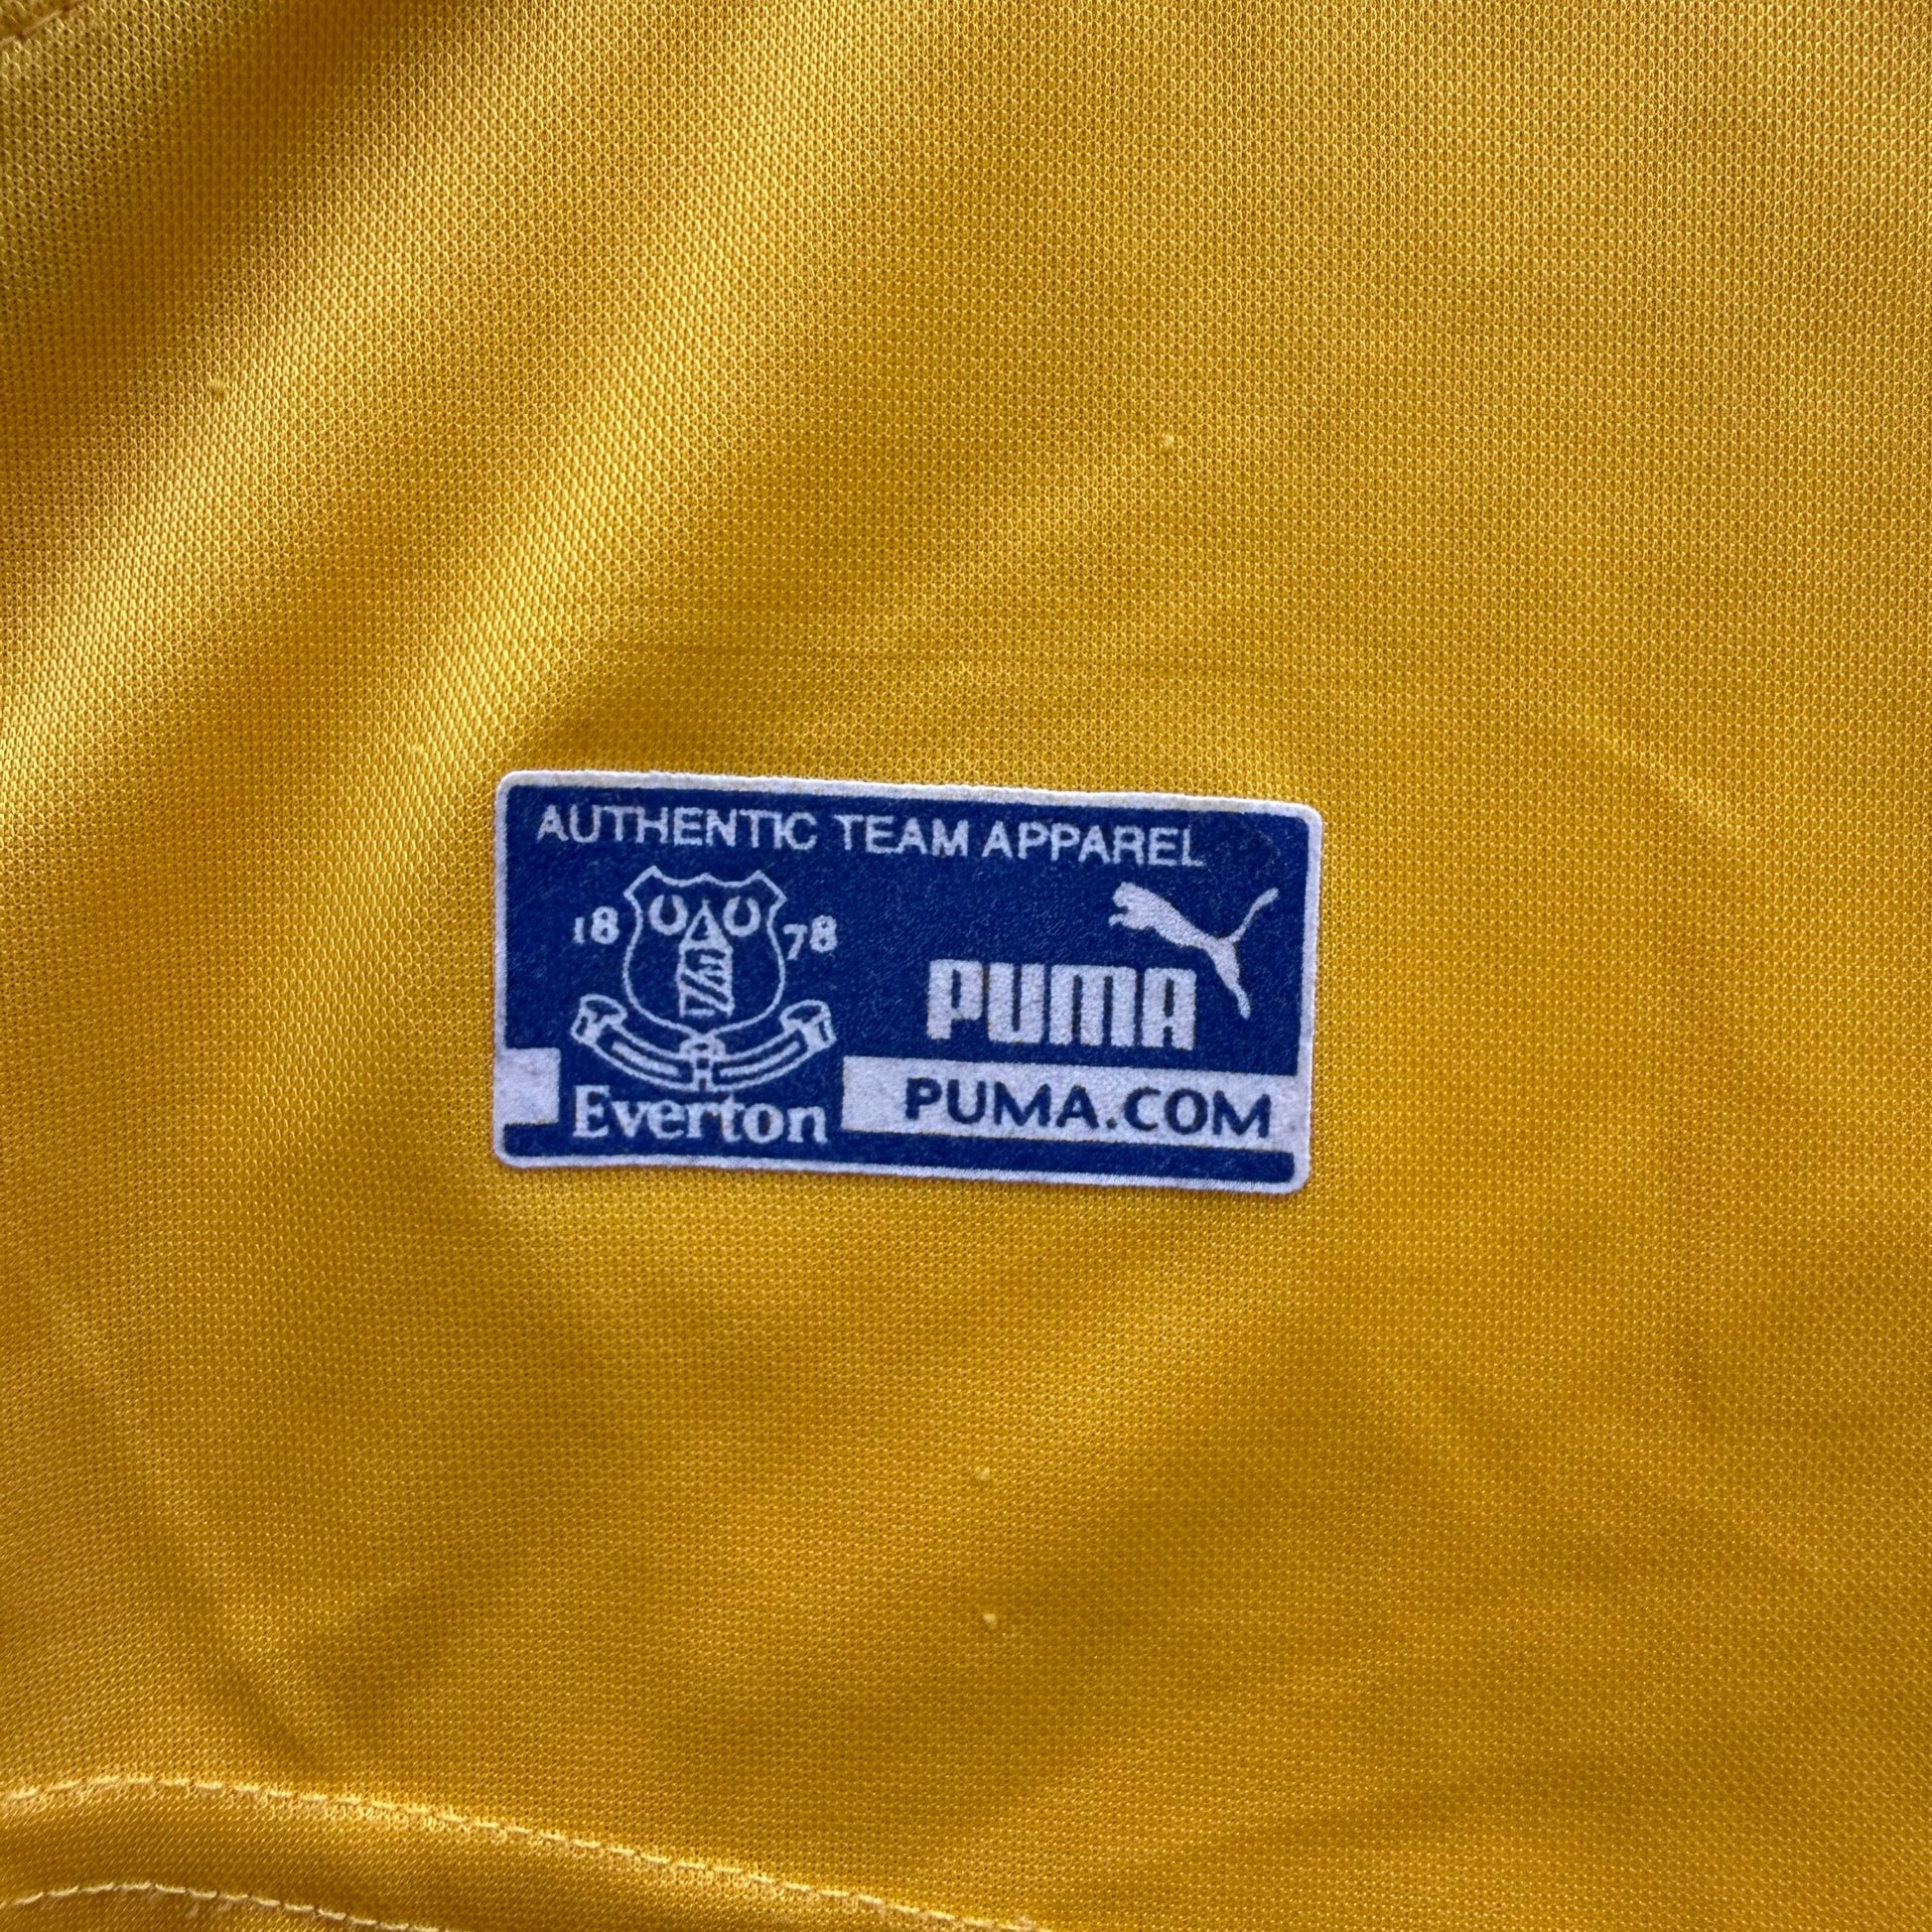 AUTHENTIC TEAM APPAREL
18 78
PUMA
Everton
PUMA.COM